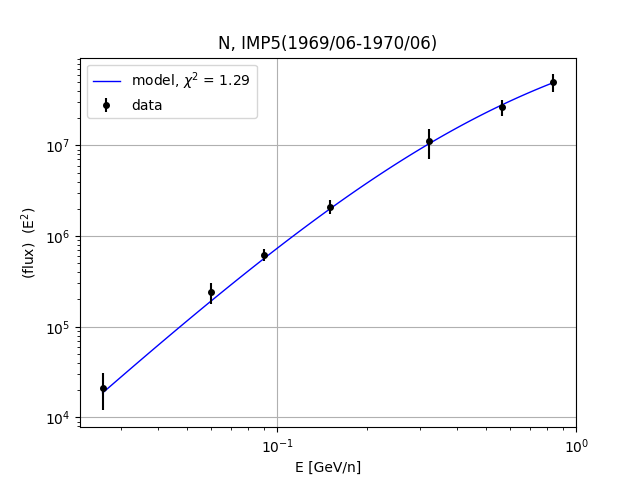 N, IMP5(1969/06-1970/06)
model, χ² = 1.29
data
(flux) (E²)
10⁷
10⁶
10⁵
10⁴
10⁻¹
10⁰
E [GeV/n]